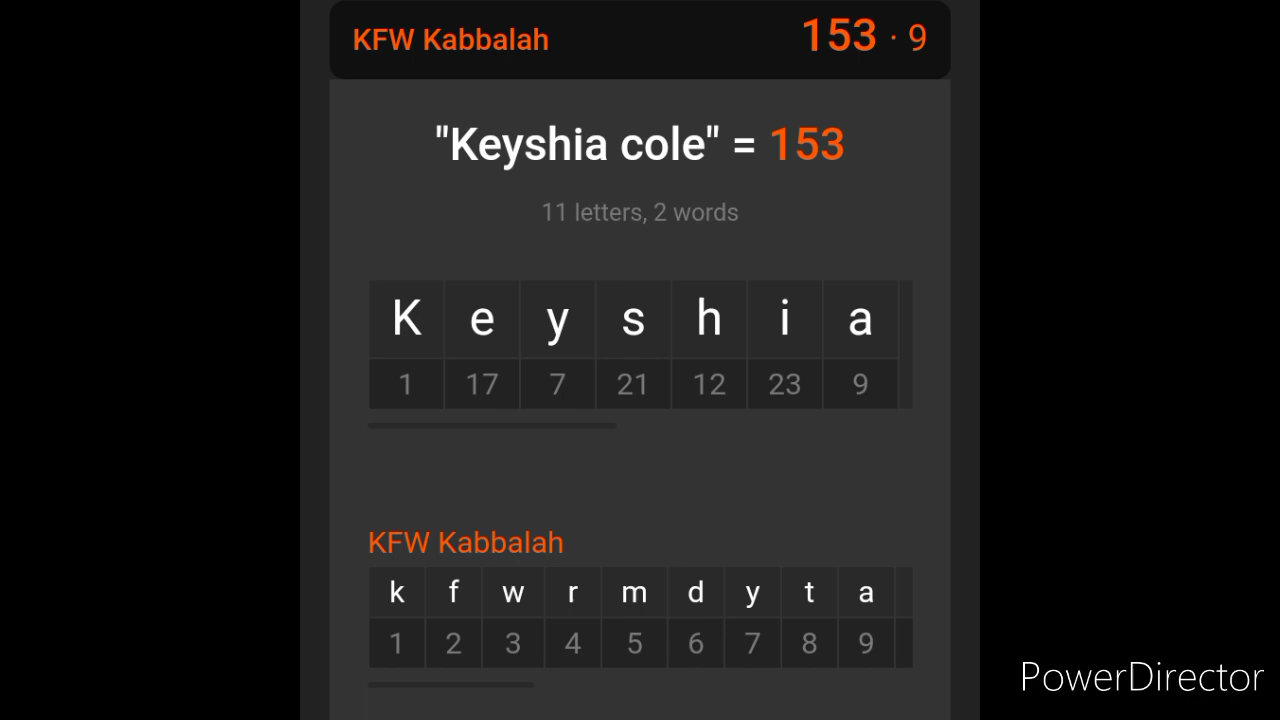 KFW Kabbalah 153 · 9
"Keyshia cole" = 153
11 letters, 2 words
K e y s h i a
1 17 7 21 12 23 9
KFW Kabbalah
k f w r m d y t a
1 2 3 4 5 6 7 8 9
PowerDirector